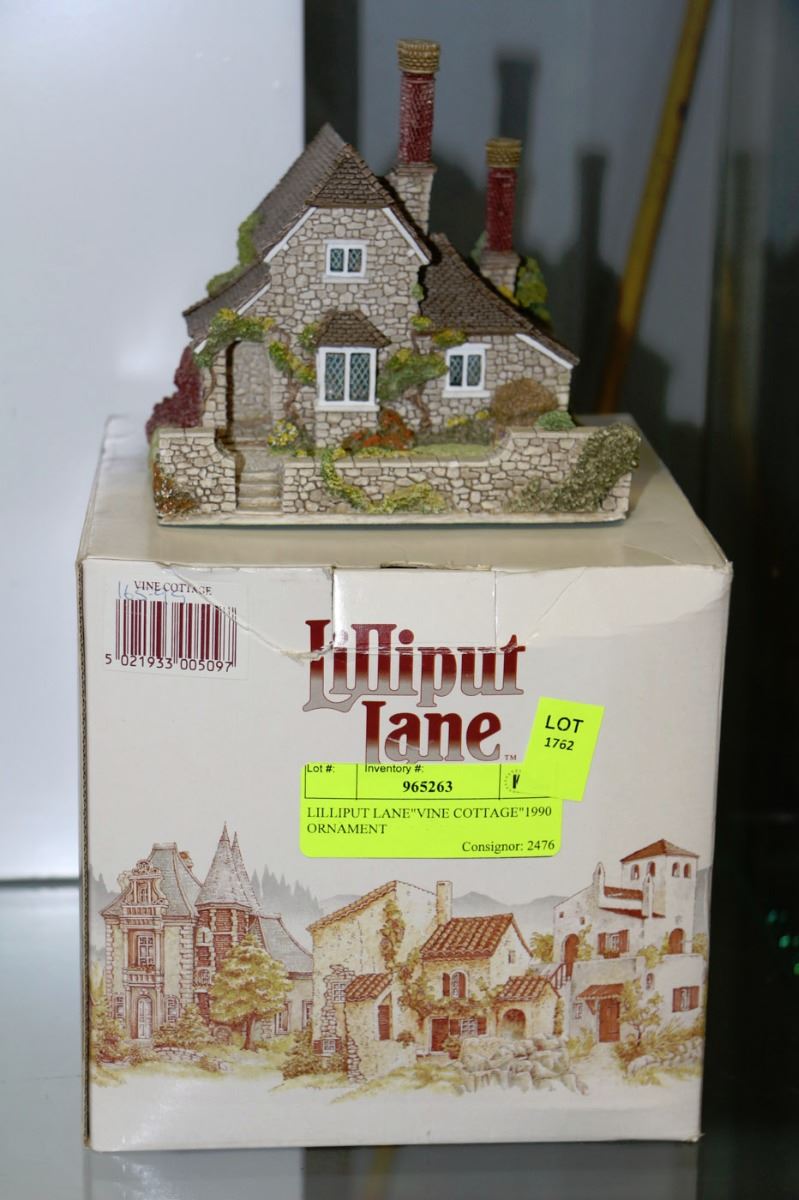 VINE COTTAGE
5 021933 005097
Lilliput
Lane™
LOT
1762
Lot #: Inventory #:
965263
LILLIPUT LANE"VINE COTTAGE"1990
ORNAMENT
Consignor: 2476